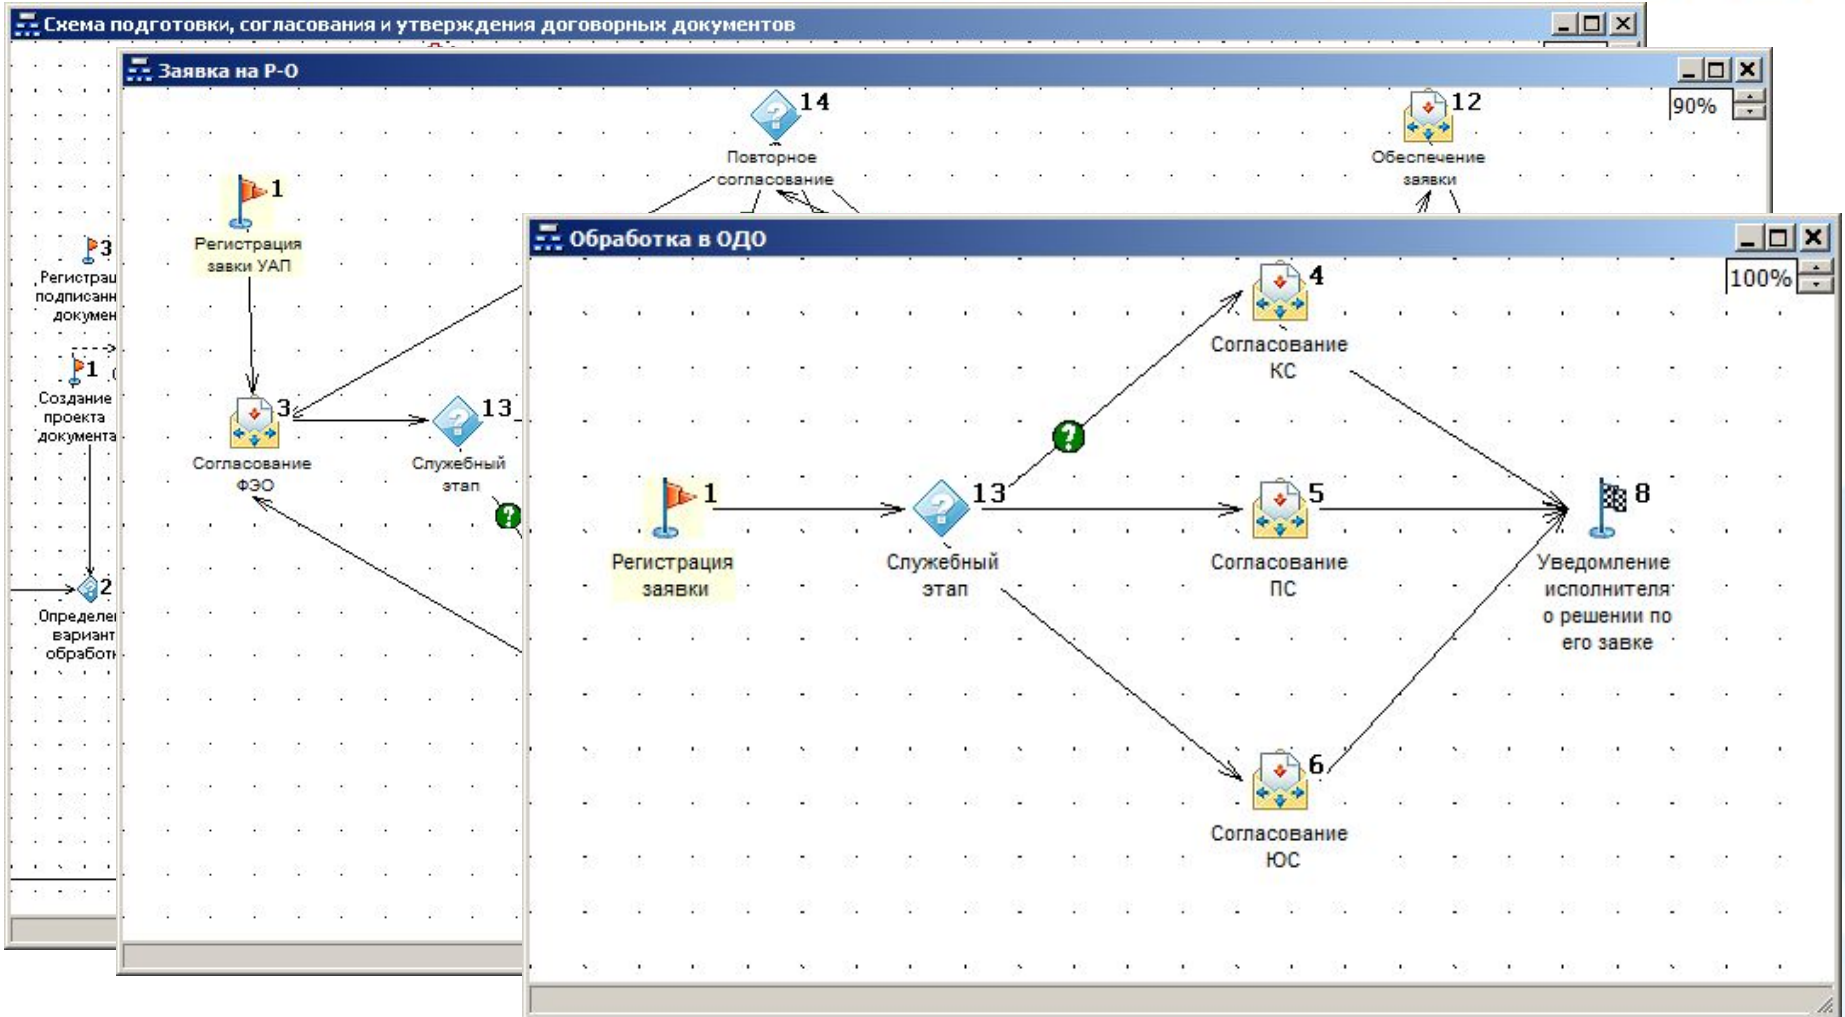 Схема подготовки, согласования и утверждения договорных документов
3
подписанн
1
Создание
проекта
документа
2
Заявка на Р-О
90%
14
Повторное
согласование
12
Обеспечение
заявки
1
Регистрация
завки УАП
3
Согласование
ФЭО
13
Служебный
этап
Обработка в ОДО
100%
4
Согласование
КС
1
Регистрация
заявки
13
Служебный
этап
5
Согласование
ПС
8
Уведомление
исполнителя
о решении по
его завке
6
Согласование
ЮС